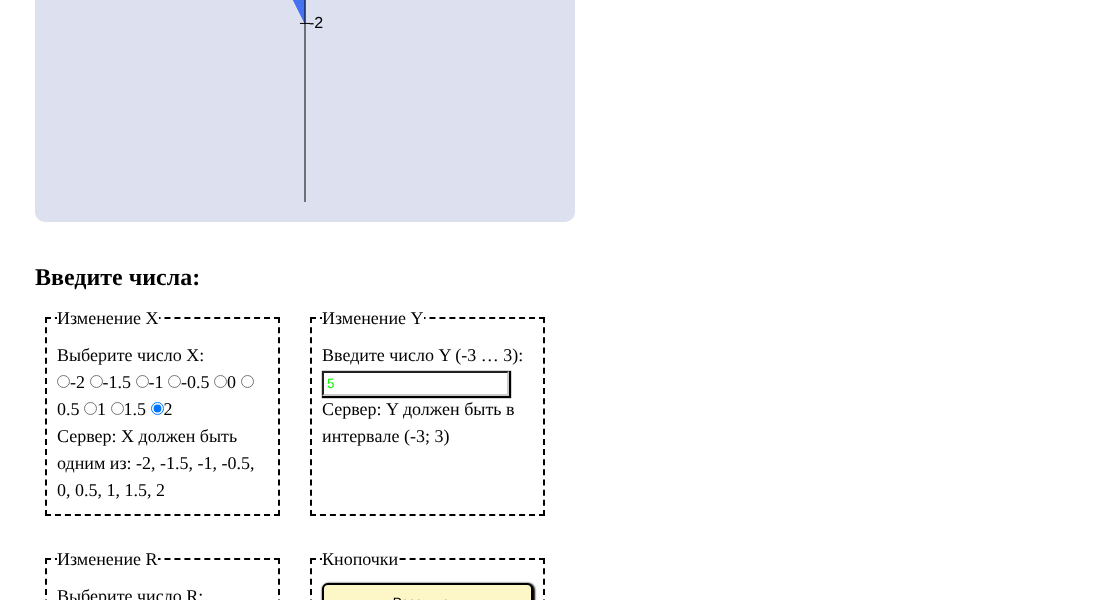 -2
Введите числа:
Изменение X
Выберите число X:
-2 -1.5 -1 -0.5 0
0.5 1 1.5 2
Сервер: X должен быть
одним из: -2, -1.5, -1, -0.5,
0, 0.5, 1, 1.5, 2
Изменение Y
Введите число Y (-3 … 3):
5
Сервер: Y должен быть в
интервале (-3; 3)
Изменение R
Выберите число R:
Кнопочки